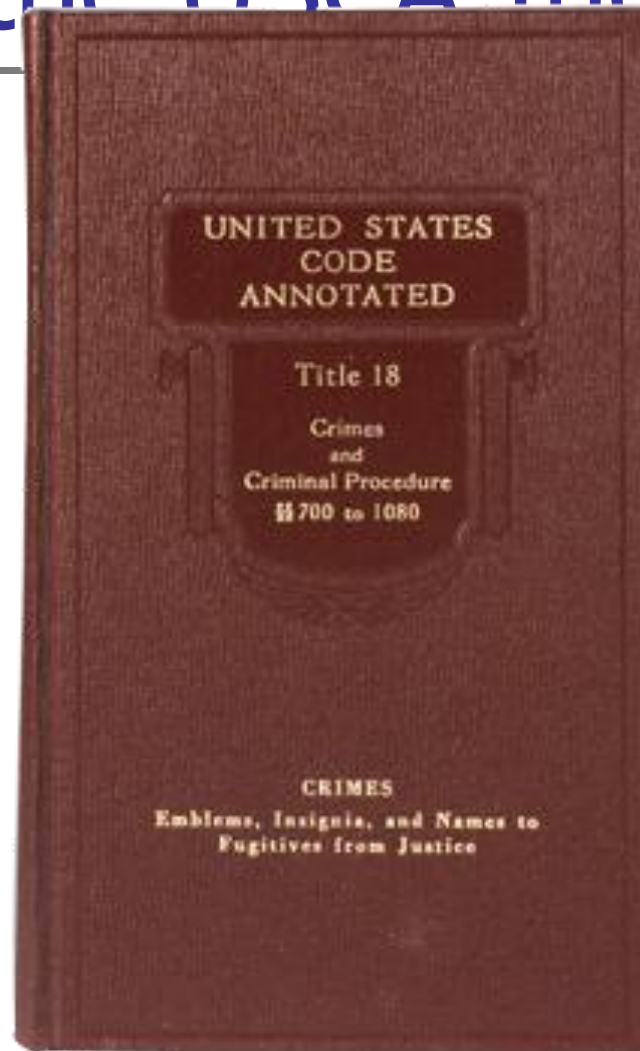 UNITED STATES
CODE
ANNOTATED
Title 18
Crimes
and
Criminal Procedure
§§ 700 to 1080
CRIMES
Emblems, Insignia, and Names to
Fugitives from Justice